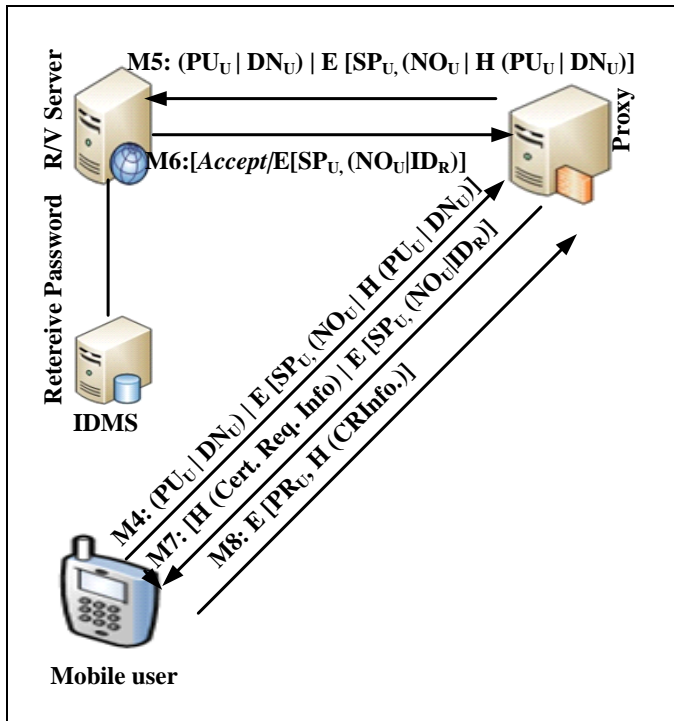 M5: (PU_U | DN_U) | E [SP_U, (NO_U | H (PU_U | DN_U)]
R/V Server
Proxy
M6:[Accept/E[SP_U, (NO_U|ID_R)]
Retereive Password
IDMS
M4: (PU_U | DN_U) | E [SP_U, (NO_U | H (PU_U | DN_U)]
M7: [H (Cert. Req. Info) | E [SP_U, (NO_U|ID_R)]
M8: E [PR_U, H (CRInfo.)]
Mobile user